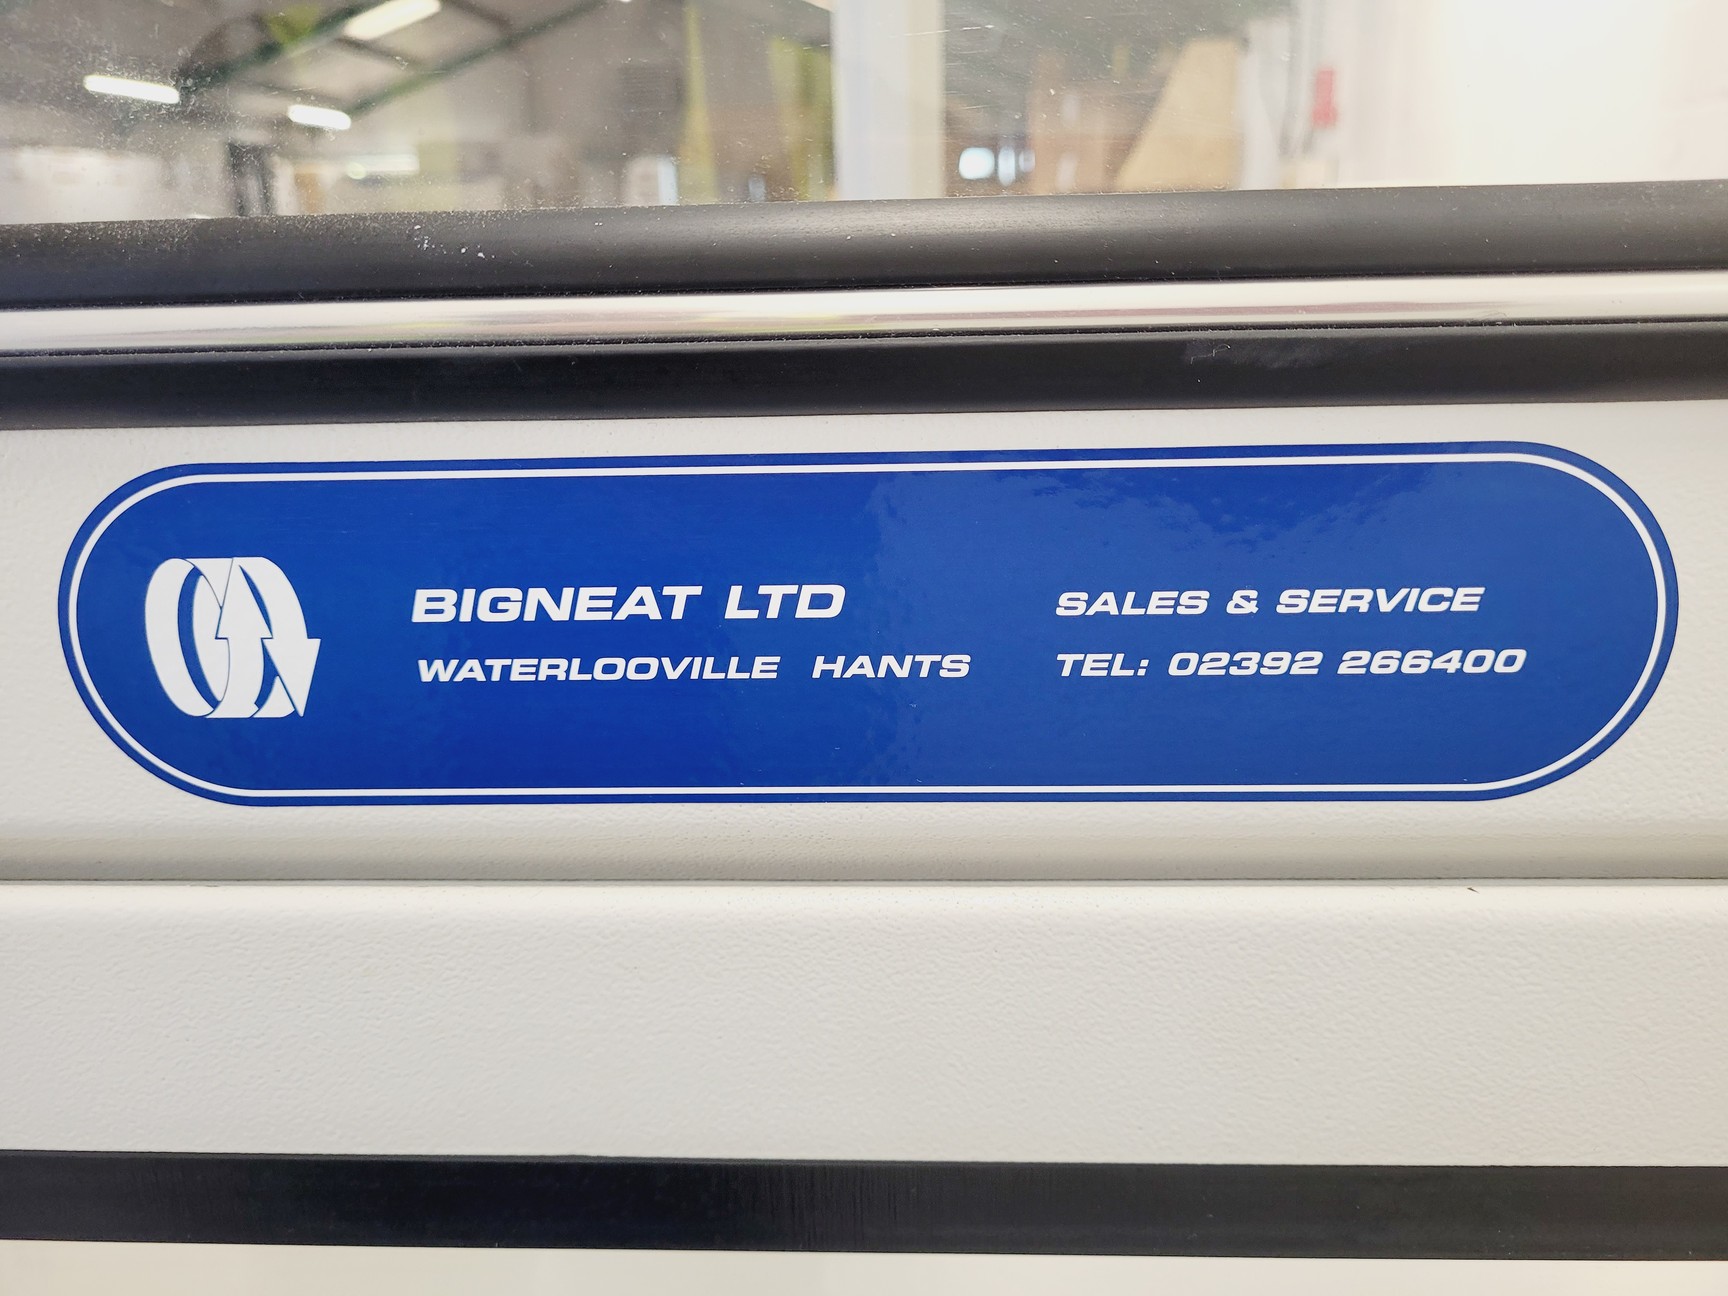 BIGNEAT LTD
WATERLOOVILLE HANTS
SALES & SERVICE
TEL: 02392 266400